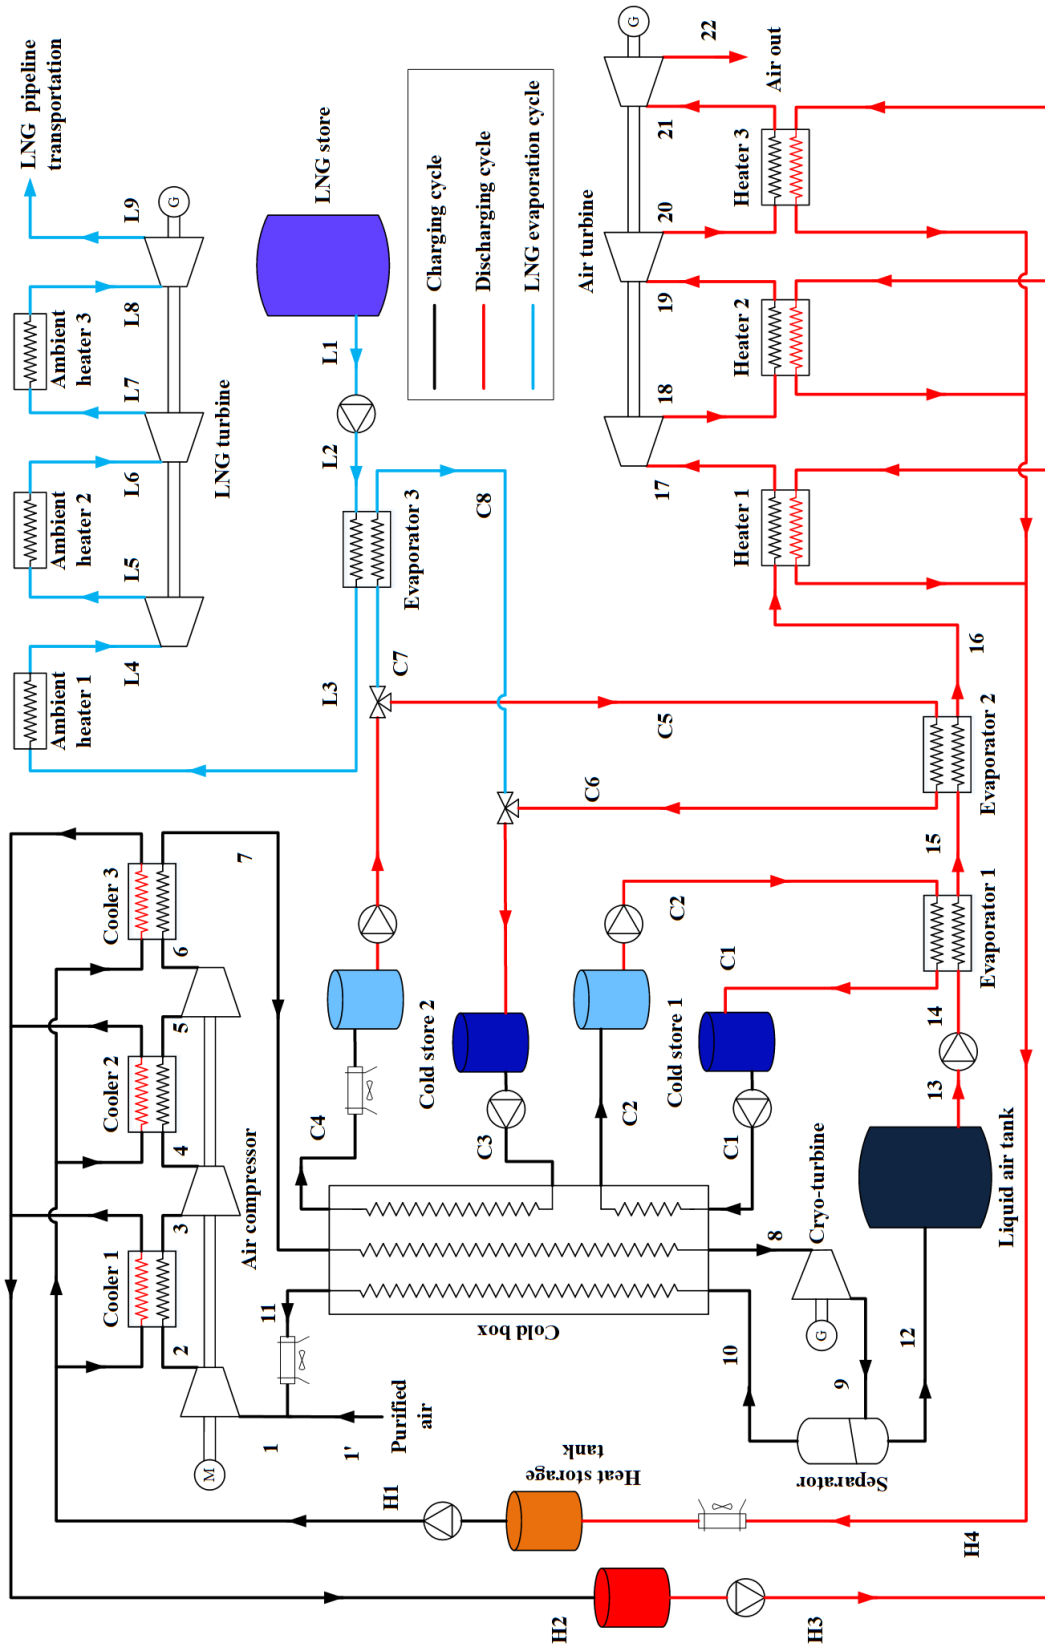 H2
H3
H1
H4
Heat storage
tank
Separator
1'
Purified
air
1
2
3
4
5
6
7
Cooler 1
Cooler 2
Cooler 3
Air compressor
M
11
10
9
8
12
Cold box
G
Cryo-turbine
Liquid air tank
C4
C3
C2
C1
Cold store 2
Cold store 1
C2
C1
13
14
15
16
Evaporator 1
Evaporator 2
C6
C5
C7
C8
Evaporator 3
L3
L2
L1
LNG store
Ambient
heater 1
Ambient
heater 2
Ambient
heater 3
L4
L5
L6
L7
L8
L9
LNG turbine
G
LNG pipeline
transportation
Charging cycle
Discharging cycle
LNG evaporation cycle
Heater 1
Heater 2
Heater 3
17
18
19
20
21
22
Air turbine
G
Air out